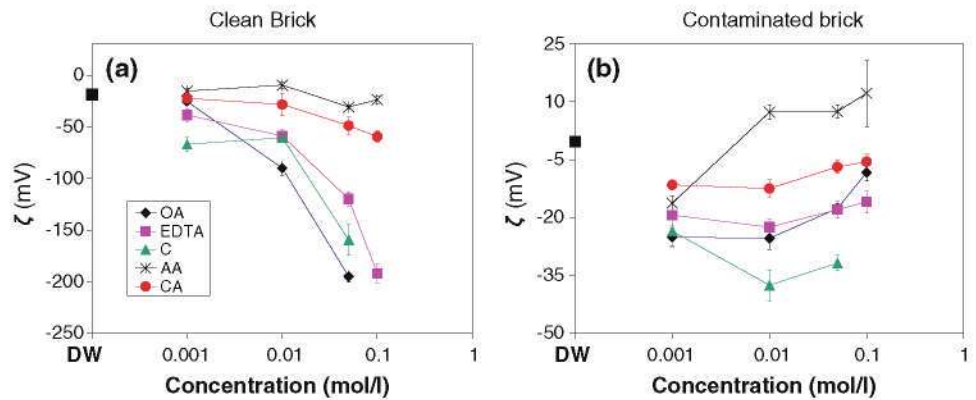 Clean Brick
(a)
0
-50
-100
-150
-200
-250
ζ (mV)
OA
EDTA
C
AA
CA
DW 0.001 0.01 0.1 1
Concentration (mol/l)
Contaminated brick
(b)
25
10
-5
-20
-35
-50
ζ (mV)
DW 0.001 0.01 0.1 1
Concentration (mol/l)